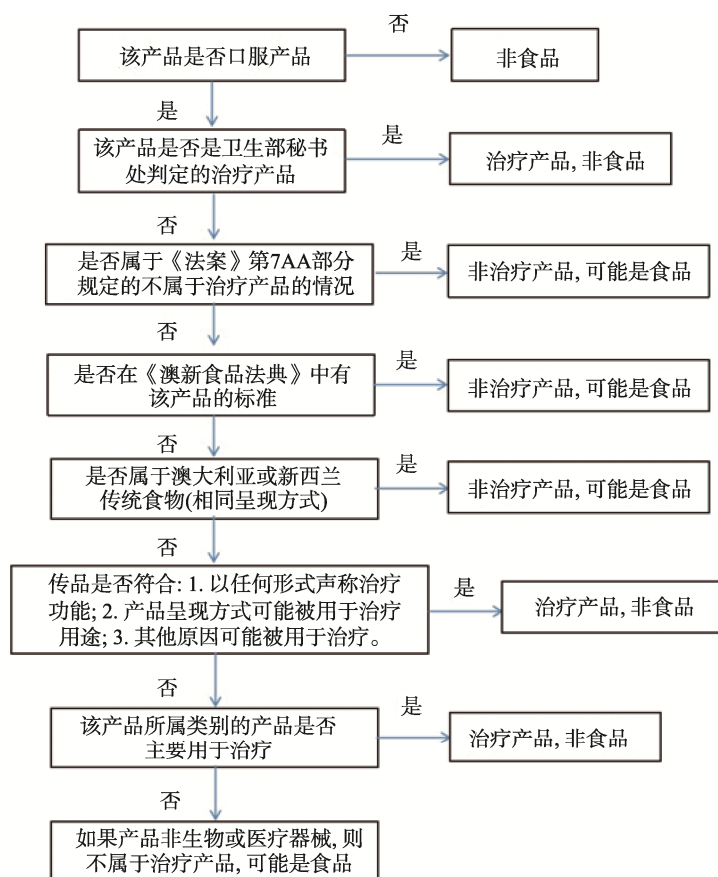 否
该产品是否口服产品
非食品
是
该产品是否是卫生部秘书
处判定的治疗产品
是
治疗产品, 非食品
否
是否属于《法案》第7AA部分
规定的不属于治疗产品的情况
是
非治疗产品, 可能是食品
否
是否在《澳新食品法典》中有
该产品的标准
是
非治疗产品, 可能是食品
否
是否属于澳大利亚或新西兰
传统食物(相同呈现方式)
是
非治疗产品, 可能是食品
否
传品是否符合: 1. 以任何形式声称治疗
功能; 2. 产品呈现方式可能被用于治疗
用途; 3. 其他原因可能被用于治疗。
是
治疗产品, 非食品
否
该产品所属类别的产品是否
主要用于治疗
是
治疗产品, 非食品
否
如果产品非生物或医疗器械, 则
不属于治疗产品, 可能是食品